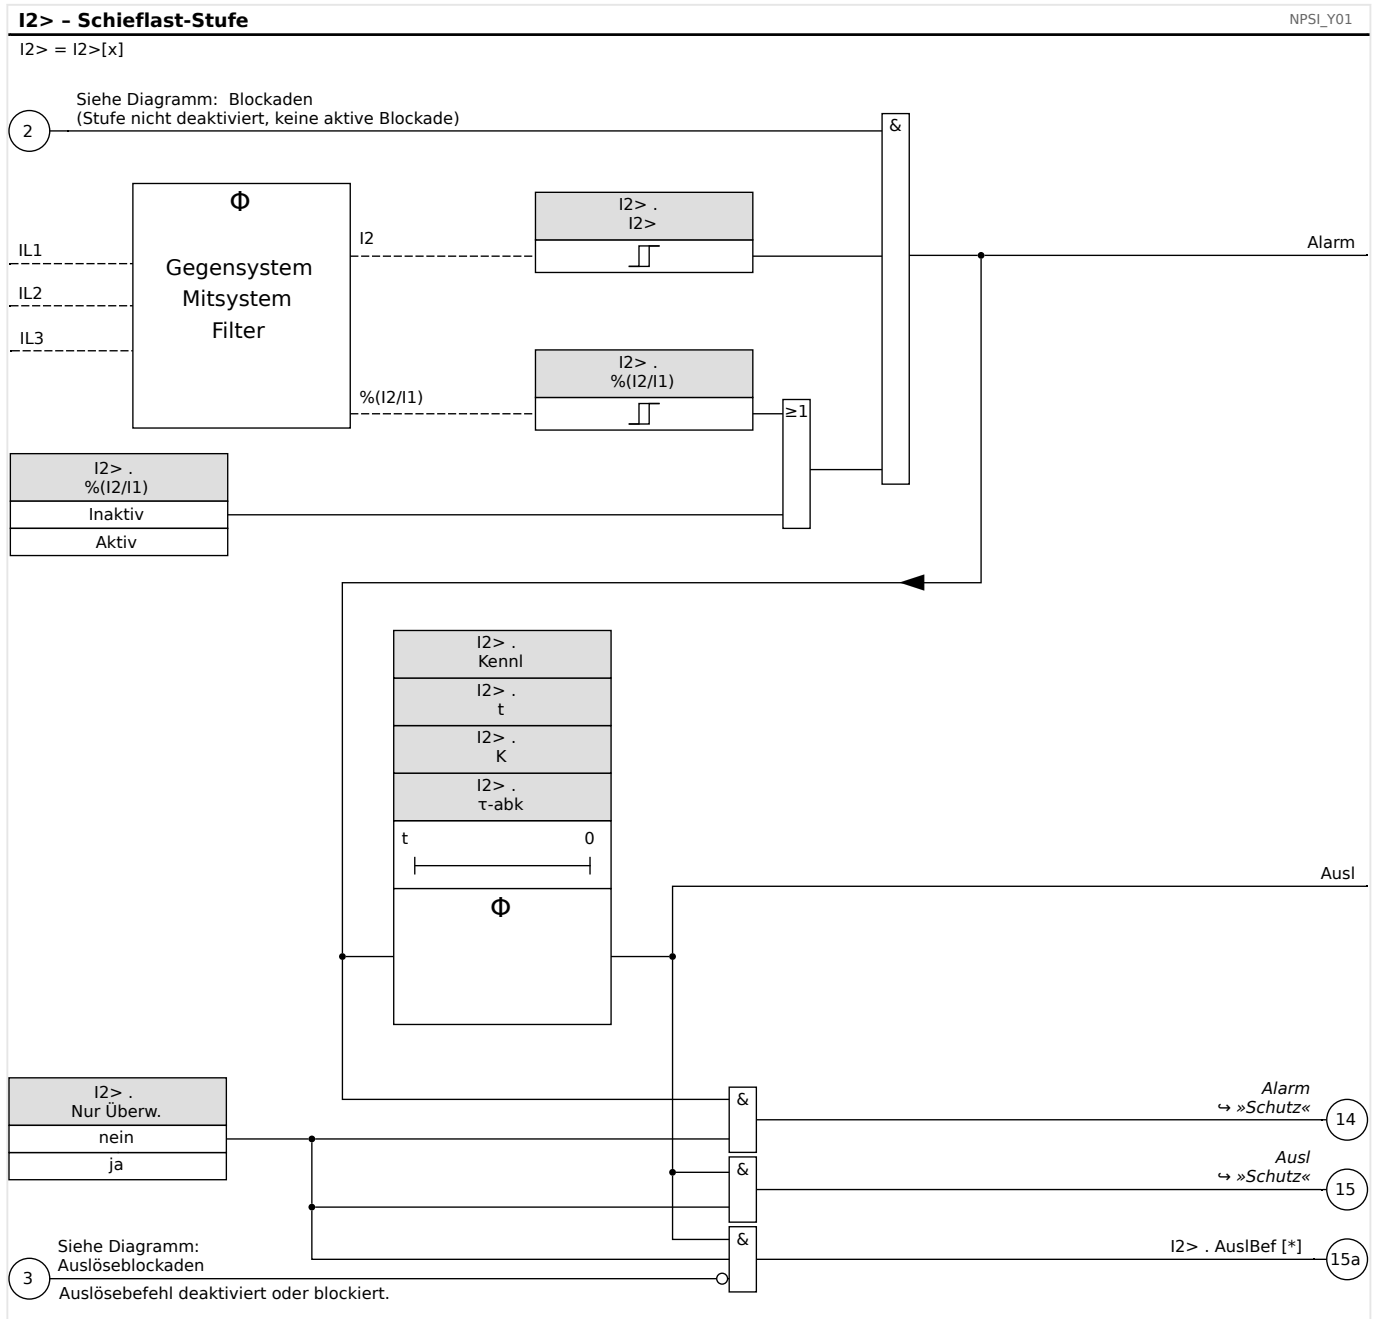 I2> – Schieflast-Stufe
NPSI_Y01
I2> = I2>[x]
Siehe Diagramm: Blockaden
(Stufe nicht deaktiviert, keine aktive Blockade)
2
&
Φ
Gegensystem
Mitsystem
Filter
IL1
IL2
IL3
I2
I2> .
I2>
Alarm
%(I2/I1)
I2> .
%(I2/I1)
≥1
I2> .
%(I2/I1)
Inaktiv
Aktiv
I2> .
Kennl
I2> .
t
I2> .
K
I2> .
τ-abk
t 0
Φ
Ausl
I2> .
Nur Überw.
nein
ja
&
Alarm
↪ »Schutz«
14
&
Ausl
↪ »Schutz«
15
&
I2> . AuslBef [*]
15a
Siehe Diagramm:
Auslöseblockaden
3
Auslösebefehl deaktiviert oder blockiert.